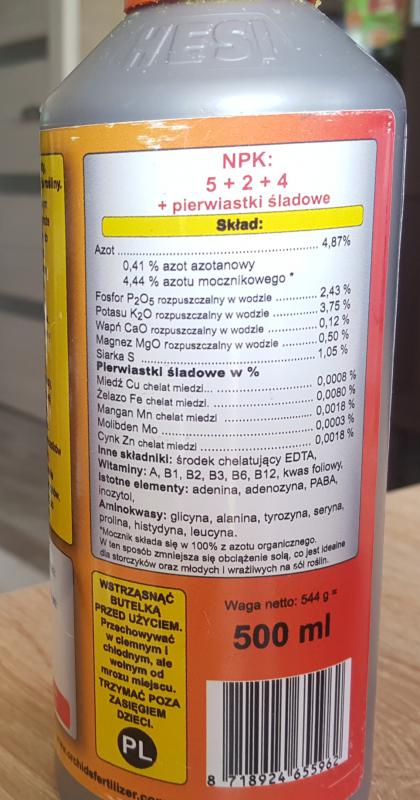 HESI
NPK:
5 + 2 + 4
+ pierwiastki śladowe
Skład:
Azot ........ 4,87%
0,41 % azot azotanowy
4,44 % azotu mocznikowego *
Fosfor P2O5 rozpuszczalny w wodzie ........ 2,43 %
Potasu K2O rozpuszczalny w wodzie ........ 3,75 %
Wapń CaO rozpuszczalny w wodzie ........ 0,12 %
Magnez MgO rozpuszczalny w wodzie ........ 0,50 %
Siarka S ........ 1,05 %
Pierwiastki śladowe w %
Miedź Cu chelat miedzi........ 0,0008 %
Żelazo Fe chelat miedzi. ........ 0,0080 %
Mangan Mn chelat miedzi ........ 0,0018 %
Molibden Mo ........ 0,0003 %
Cynk Zn chelat miedzi ........ 0,0018 %
Inne składniki: środek chelatujący EDTA,
Witaminy: A, B1, B2, B3, B6, B12, kwas foliowy,
Istotne elementy: adenina, adenozyna, PABA,
inozytol,
Aminokwasy: glicyna, alanina, tyrozyna, seryna,
prolina, histydyna, leucyna.
*Mocznik składa się w 100% z azotu organicznego.
W ten sposób zmniejsza się obciążenie solą, co jest idealne
dla storczyków oraz młodych i wrażliwych na sól roślin.
WSTRZĄSNĄĆ
BUTELKĄ
PRZED UŻYCIEM.
Przechowywać
w ciemnym i
chłodnym, ale
wolnym od
mrozu miejscu.
TRZYMAĆ POZA
ZASIĘGIEM
DZIECI.
PL
Waga netto: 544 g =
500 ml
8 718924 655962
www.orchidsfertilizer.com